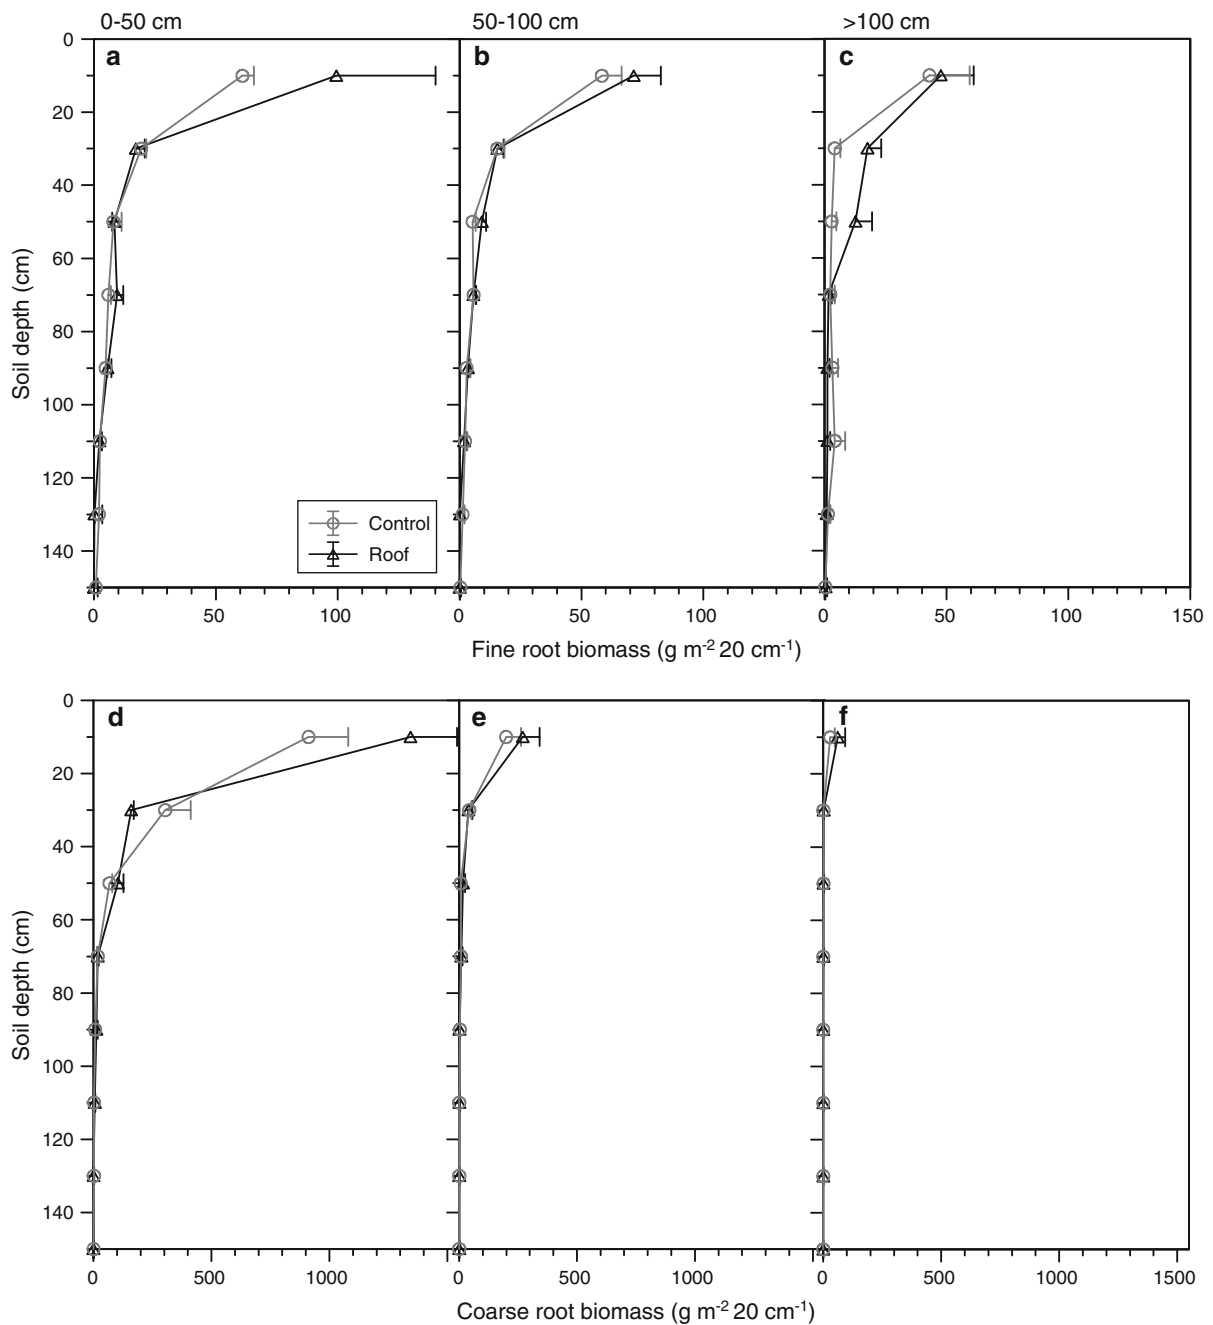 0-50 cm 50-100 cm >100 cm
a b c
0
20
40
60
80
100
120
140
Soil depth (cm)
Control
Roof
0 50 100 0 50 100 0 50 100 150
Fine root biomass (g m-2 20 cm-1)
d e f
0
20
40
60
80
100
120
140
Soil depth (cm)
0 500 1000 0 500 1000 0 500 1000 1500
Coarse root biomass (g m-2 20 cm-1)